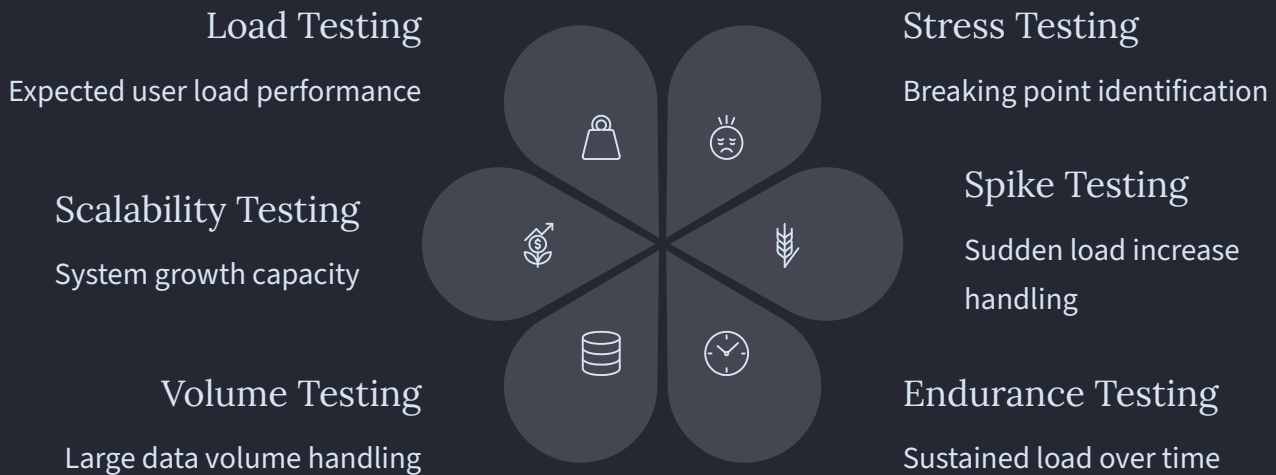 Load Testing
Expected user load performance
Stress Testing
Breaking point identification
Scalability Testing
System growth capacity
$
Spike Testing
Sudden load increase
handling
Volume Testing
Large data volume handling
Endurance Testing
Sustained load over time